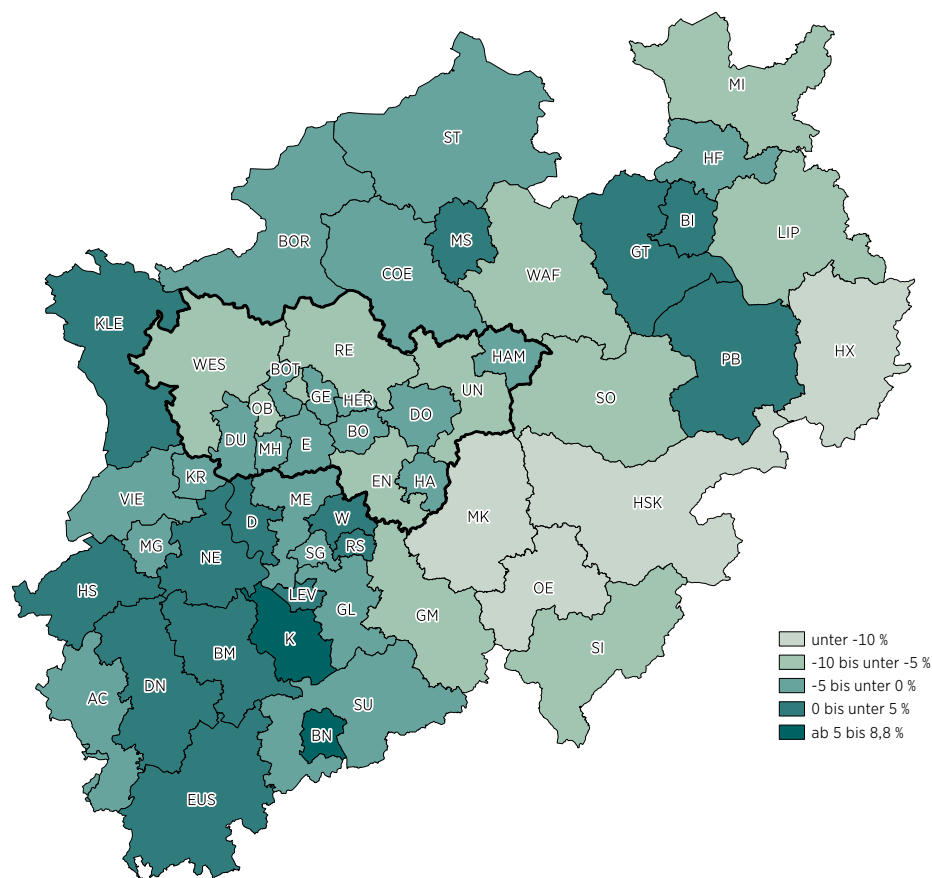 MI
ST
HF
BI
LIP
BOR
MS
GT
COE
WAF
KLE
HX
RE
HAM
PB
WES
BOT
UN
GE
HER
SO
OB
DO
DU
BO
MH
E
KR
EN
HA
VIE
ME
HSK
D
W
MK
MG
NE
SG
RS
HS
LEV
OE
GL
GM
K
SI
BM
DN
AC
SU
BN
EUS
unter -10 %
-10 bis unter -5 %
-5 bis unter 0 %
0 bis unter 5 %
ab 5 bis 8,8 %